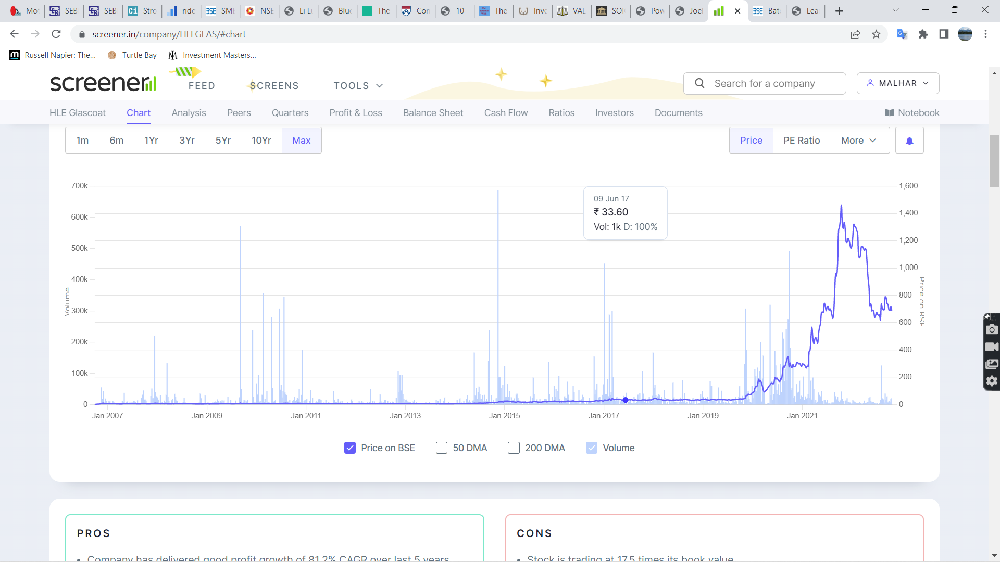 Mot SEB SEB Ci Stro ride BSE SME NSE Li Lu Blue The Con 10 The Inve VAL SOI Pow Joel BSE Bat Lea
screener.in/company/HLEGLAS/#chart
m Russell Napier: The... Turtle Bay Investment Masters...
screener FEED SCREENS TOOLS Search for a company MALHAR
HLE Glascoat Chart Analysis Peers Quarters Profit & Loss Balance Sheet Cash Flow Ratios Investors Documents Notebook
1m 6m 1Yr 3Yr 5Yr 10Yr Max Price PE Ratio More
700k 1,600
09 Jun 17
₹ 33.60
Vol: 1k D: 100%
600k 1,400
500k 1,200
400k 1,000
300k 800
200k 600
100k 400
0 200
0
Volume
Price on BSE
Jan 2007 Jan 2009 Jan 2011 Jan 2013 Jan 2015 Jan 2017 Jan 2019 Jan 2021
Price on BSE 50 DMA 200 DMA Volume
PROS
• Company has delivered good profit growth of 81.2% CAGR over last 5 years
CONS
• Stock is trading at 17.5 times its book value